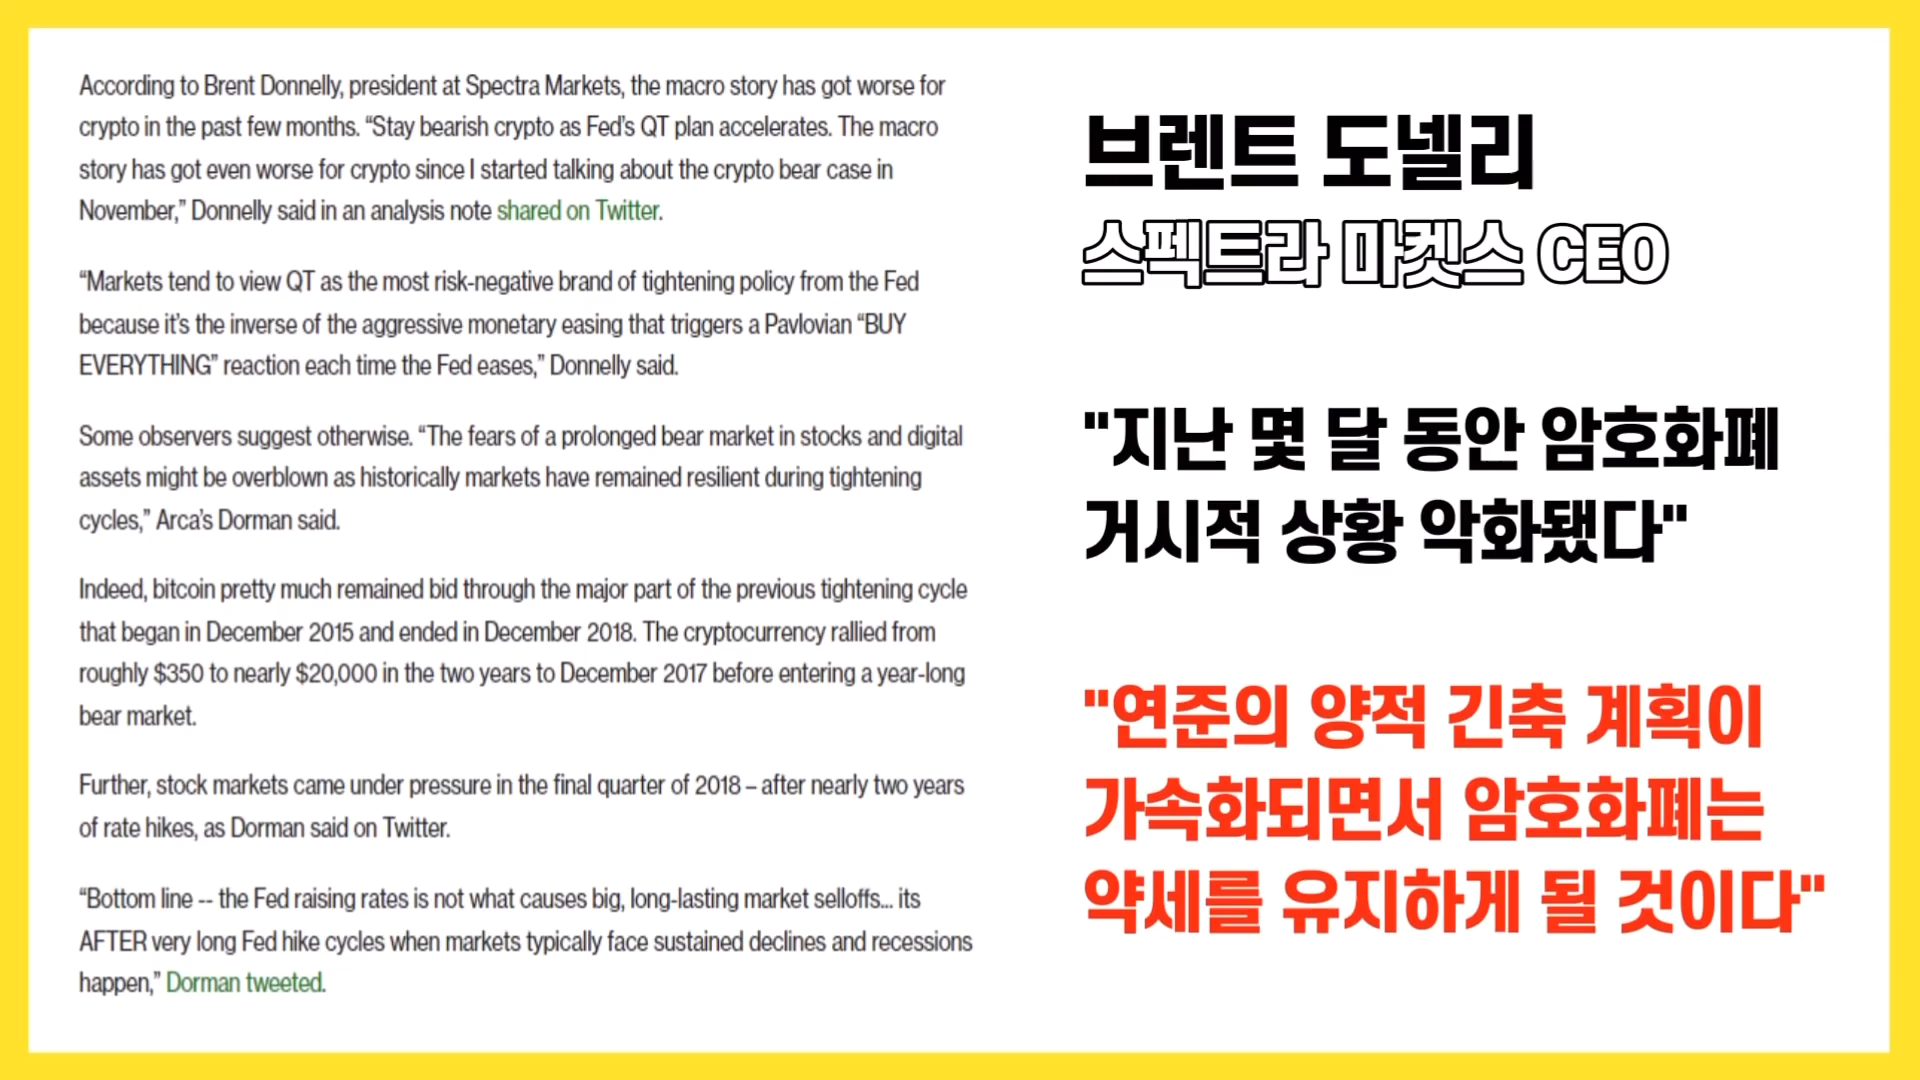 According to Brent Donnelly, president at Spectra Markets, the macro story has got worse for
crypto in the past few months. “Stay bearish crypto as Fed’s QT plan accelerates. The macro
story has got even worse for crypto since I started talking about the crypto bear case in
November,” Donnelly said in an analysis note shared on Twitter.
“Markets tend to view QT as the most risk-negative brand of tightening policy from the Fed
because it’s the inverse of the aggressive monetary easing that triggers a Pavlovian “BUY
EVERYTHING” reaction each time the Fed eases,” Donnelly said.
Some observers suggest otherwise. “The fears of a prolonged bear market in stocks and digital
assets might be overblown as historically markets have remained resilient during tightening
cycles,” Arca’s Dorman said.
Indeed, bitcoin pretty much remained bid through the major part of the previous tightening cycle
that began in December 2015 and ended in December 2018. The cryptocurrency rallied from
roughly $350 to nearly $20,000 in the two years to December 2017 before entering a year-long
bear market.
Further, stock markets came under pressure in the final quarter of 2018 – after nearly two years
of rate hikes, as Dorman said on Twitter.
“Bottom line -- the Fed raising rates is not what causes big, long-lasting market selloffs... its
AFTER very long Fed hike cycles when markets typically face sustained declines and recessions
happen,” Dorman tweeted.
브렌트 도넬리
스펙트라 마켓스 CEO
"지난 몇 달 동안 암호화폐
거시적 상황 악화됐다"
"연준의 양적 긴축 계획이
가속화되면서 암호화폐는
약세를 유지하게 될 것이다"